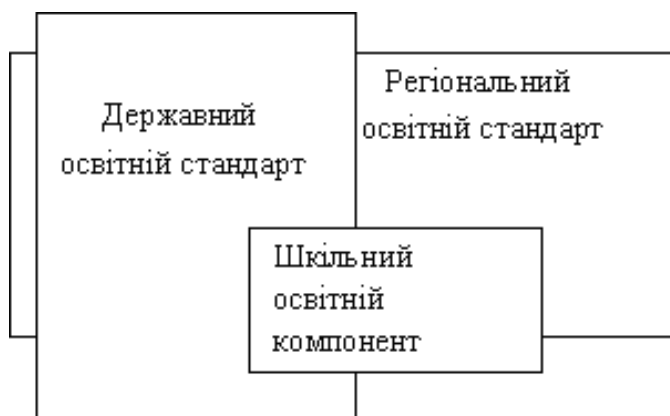 Державний
освітній стандарт
Регіональний
освітній стандарт
Шкільний
освітній
компонент